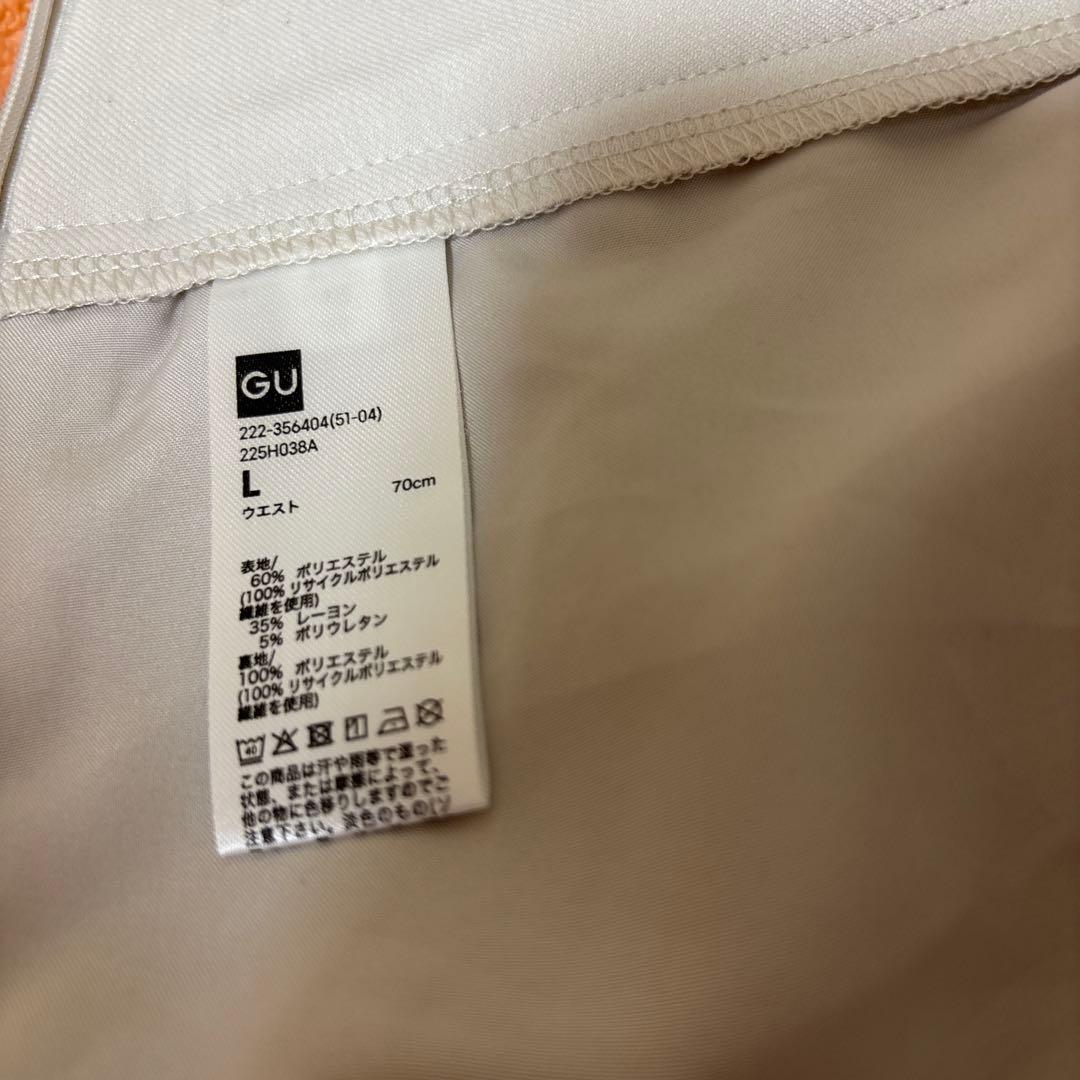 GU
222-356404(51-04)
225H038A
L
ウエスト 70cm
表地/
60% ポリエステル
(100% リサイクルポリエステル
繊維を使用)
35% レーヨン
5% ポリウレタン
裏地/
100% ポリエステル
(100% リサイクルポリエステル
繊維を使用)
40
この商品は汗や雨等で湿った
状態、または摩擦によって、
他の物に色移りしますのでご
注意下さい。淡色のもの(ソ